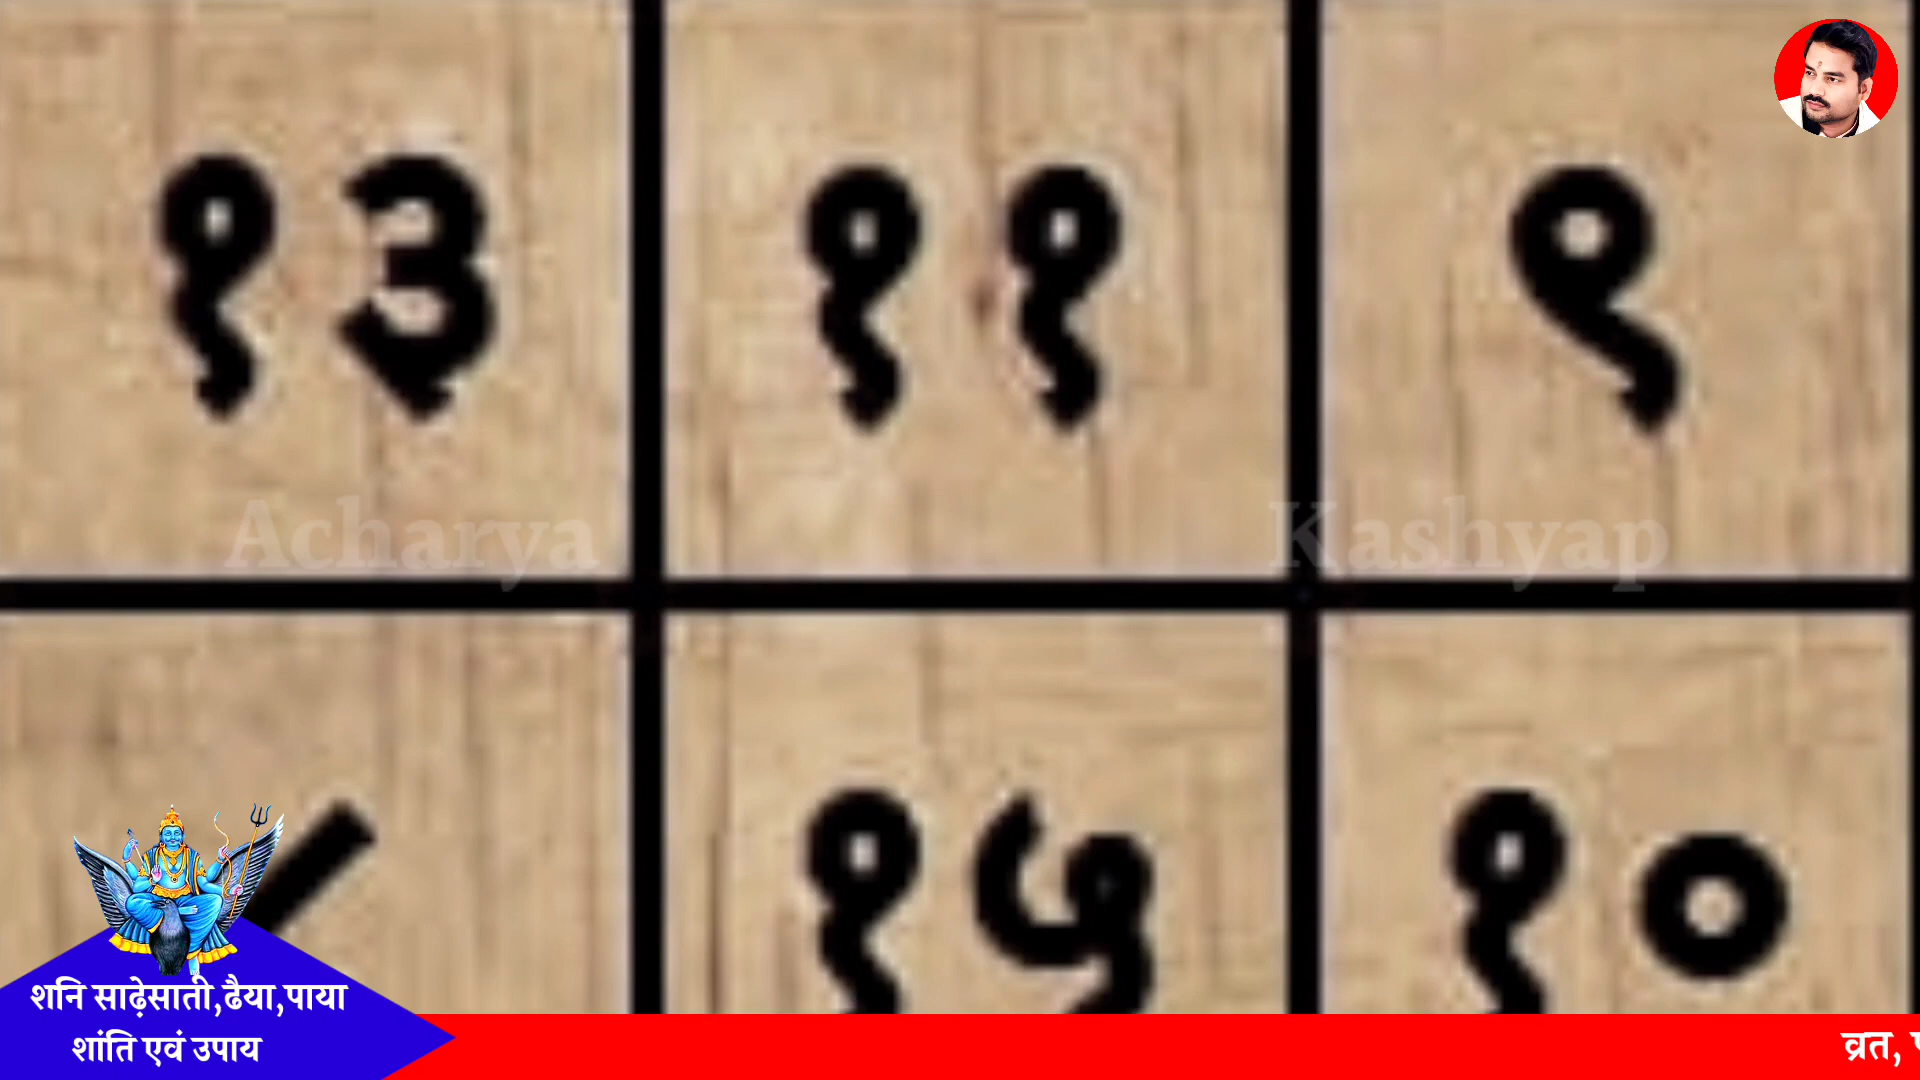 १३ ११ ९
Acharya Kashyap
१५ १०
शनि साढ़ेसाती,ढैया,पाया
शांति एवं उपाय
व्रत,